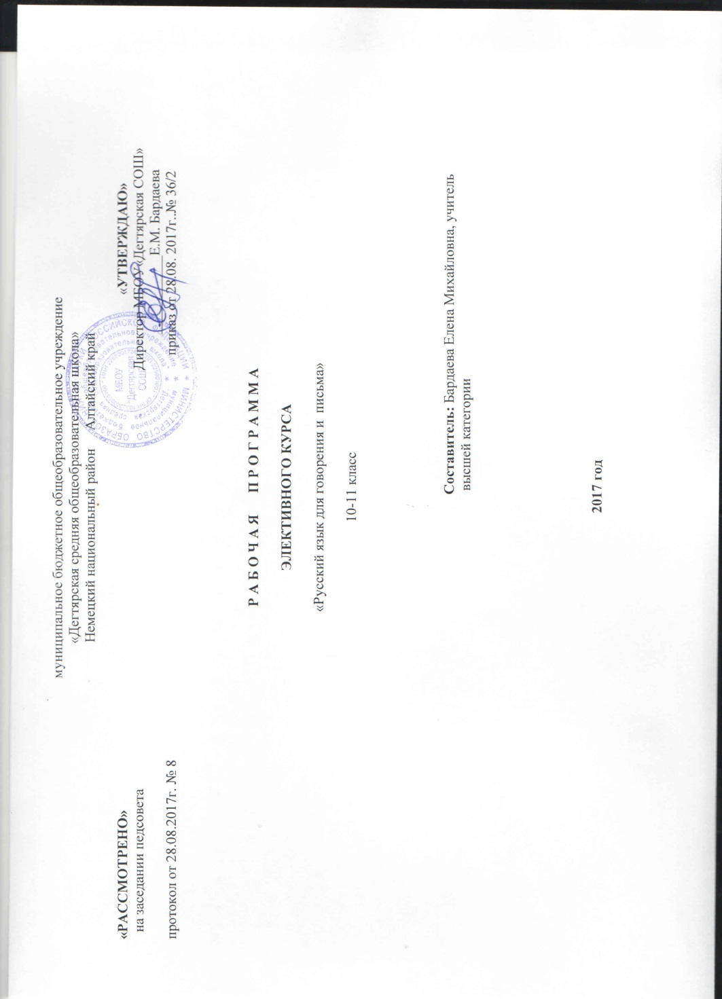 муниципальное бюджетное общеобразовательное учреждение
«Дегтярская средняя общеобразовательная школа»
Немецкий национальный район Алтайский край
«РАССМОТРЕНО»
на заседании педсовета
протокол от 28.08.2017г. № 8
«УТВЕРЖДАЮ»
Директор МБОУ «Дегтярская СОШ»
Е.М. Бардаева
приказ от 28.08. 2017г..№ 36/2
МБОУ
"Дегтярская
СОШ"
Р А Б О Ч А Я П Р О Г Р А М М А
ЭЛЕКТИВНОГО КУРСА
«Русский язык для говорения и письма»
10-11 класс
Составитель: Бардаева Елена Михайловна, учитель
высшей категории
2017 год